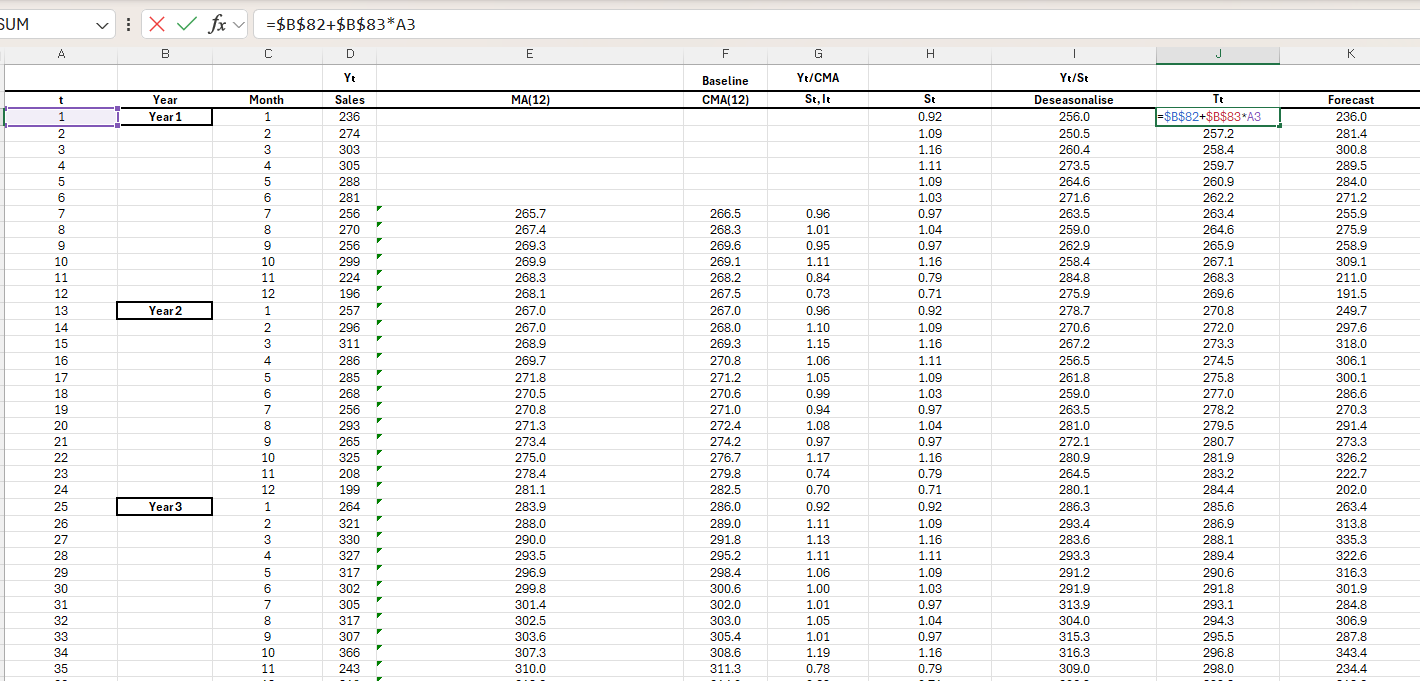 SUM fx =$B$82+$B$83*A3
A B C D E F G H I J K
Yt Baseline Yt/CMA Yt/St
t Year Month Sales MA(12) CMA(12) St,It St Deseasonalise Tt Forecast
1 Year 1 1 236 0.92 256.0 =$B$82+$B$83*A3 236.0
2 2 274 1.09 250.5 257.2 281.4
3 3 303 1.16 260.4 258.4 300.8
4 4 305 1.11 273.5 259.7 289.5
5 5 288 1.09 264.6 260.9 284.0
6 6 281 1.03 271.6 262.2 271.2
7 7 256 265.7 266.5 0.96 0.97 263.5 263.4 255.9
8 8 270 267.4 268.3 1.01 1.04 259.0 264.6 275.9
9 9 256 269.3 269.6 0.95 0.97 262.9 265.9 258.9
10 10 299 269.9 269.1 1.11 1.16 258.4 267.1 309.1
11 11 224 268.3 268.2 0.84 0.79 284.8 268.3 211.0
12 12 196 268.1 267.5 0.73 0.71 275.9 269.6 191.5
13 Year 2 1 257 267.0 267.0 0.96 0.92 278.7 270.8 249.7
14 2 296 267.0 268.0 1.10 1.09 270.6 272.0 297.6
15 3 311 268.9 269.3 1.15 1.16 267.2 273.3 318.0
16 4 286 269.7 270.8 1.06 1.11 256.5 274.5 306.1
17 5 285 271.8 271.2 1.05 1.09 261.8 275.8 300.1
18 6 268 270.5 270.6 0.99 1.03 259.0 277.0 286.6
19 7 256 270.8 271.0 0.94 0.97 263.5 278.2 270.3
20 8 293 271.3 272.4 1.08 1.04 281.0 279.5 291.4
21 9 265 273.4 274.2 0.97 0.97 272.1 280.7 273.3
22 10 325 275.0 276.7 1.17 1.16 280.9 281.9 326.2
23 11 208 278.4 279.8 0.74 0.79 264.5 283.2 222.7
24 12 199 281.1 282.5 0.70 0.71 280.1 284.4 202.0
25 Year 3 1 264 283.9 286.0 0.92 0.92 286.3 285.6 263.4
26 2 321 288.0 289.0 1.11 1.09 293.4 286.9 313.8
27 3 330 290.0 291.8 1.13 1.16 283.6 288.1 335.3
28 4 327 293.5 295.2 1.11 1.11 293.3 289.4 322.6
29 5 317 296.9 298.4 1.06 1.09 291.2 290.6 316.3
30 6 302 299.8 300.6 1.00 1.03 291.9 291.8 301.9
31 7 305 301.4 302.0 1.01 0.97 313.9 293.1 284.8
32 8 317 302.5 303.0 1.05 1.04 304.0 294.3 306.9
33 9 307 303.6 305.4 1.01 0.97 315.3 295.5 287.8
34 10 366 307.3 308.6 1.19 1.16 316.3 296.8 343.4
35 11 243 310.0 311.3 0.78 0.79 309.0 298.0 234.4